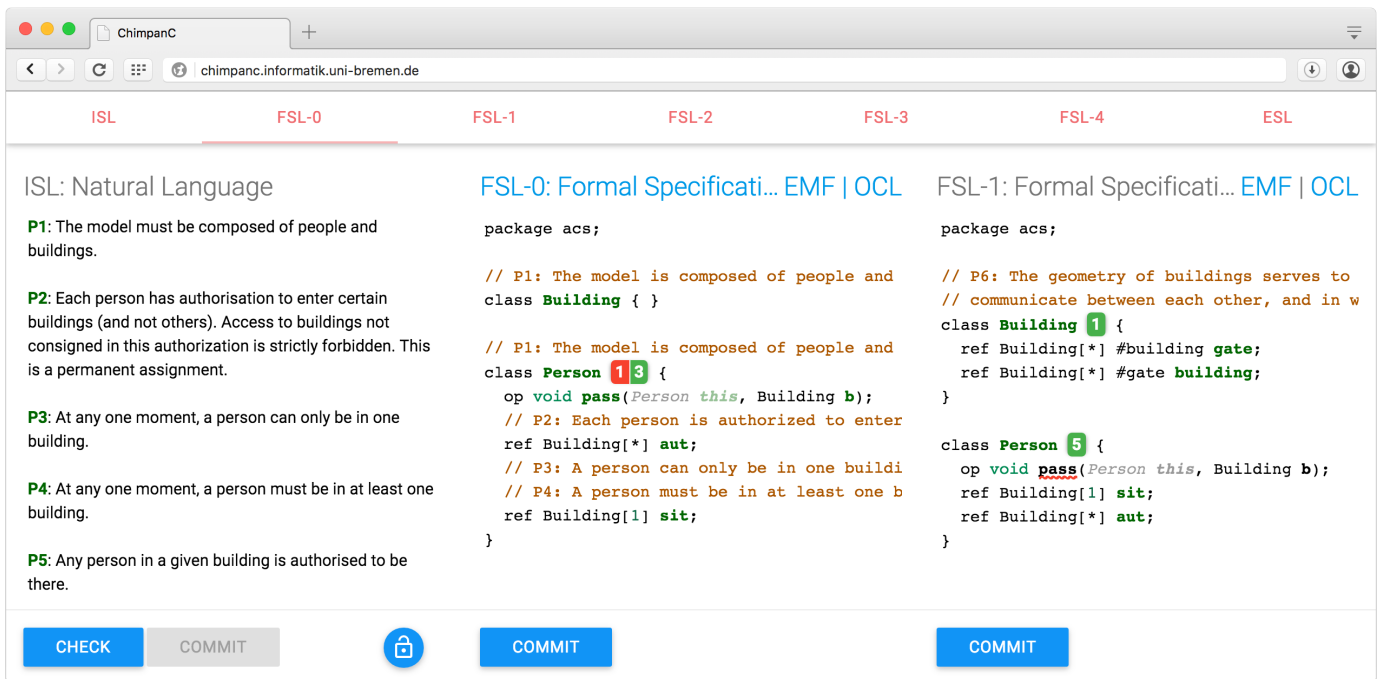 ChimpanC
chimpanc.informatik.uni-bremen.de
ISL FSL-0 FSL-1 FSL-2 FSL-3 FSL-4 ESL
ISL: Natural Language
P1: The model must be composed of people and
buildings.
P2: Each person has authorisation to enter certain
buildings (and not others). Access to buildings not
consigned in this authorization is strictly forbidden. This
is a permanent assignment.
P3: At any one moment, a person can only be in one
building.
P4: At any one moment, a person must be in at least one
building.
P5: Any person in a given building is authorised to be
there.
CHECK COMMIT
FSL-0: Formal Specificati... EMF | OCL
package acs;
// P1: The model is composed of people and
class Building { }
// P1: The model is composed of people and
class Person 1 3 {
op void pass(Person this, Building b);
// P2: Each person is authorized to enter
ref Building[*] aut;
// P3: A person can only be in one buildi
// P4: A person must be in at least one b
ref Building[1] sit;
}
COMMIT
FSL-1: Formal Specificati... EMF | OCL
package acs;
// P6: The geometry of buildings serves to
// communicate between each other, and in w
class Building 1 {
ref Building[*] #building gate;
ref Building[*] #gate building;
}
class Person 5 {
op void pass(Person this, Building b);
ref Building[1] sit;
ref Building[*] aut;
}
COMMIT